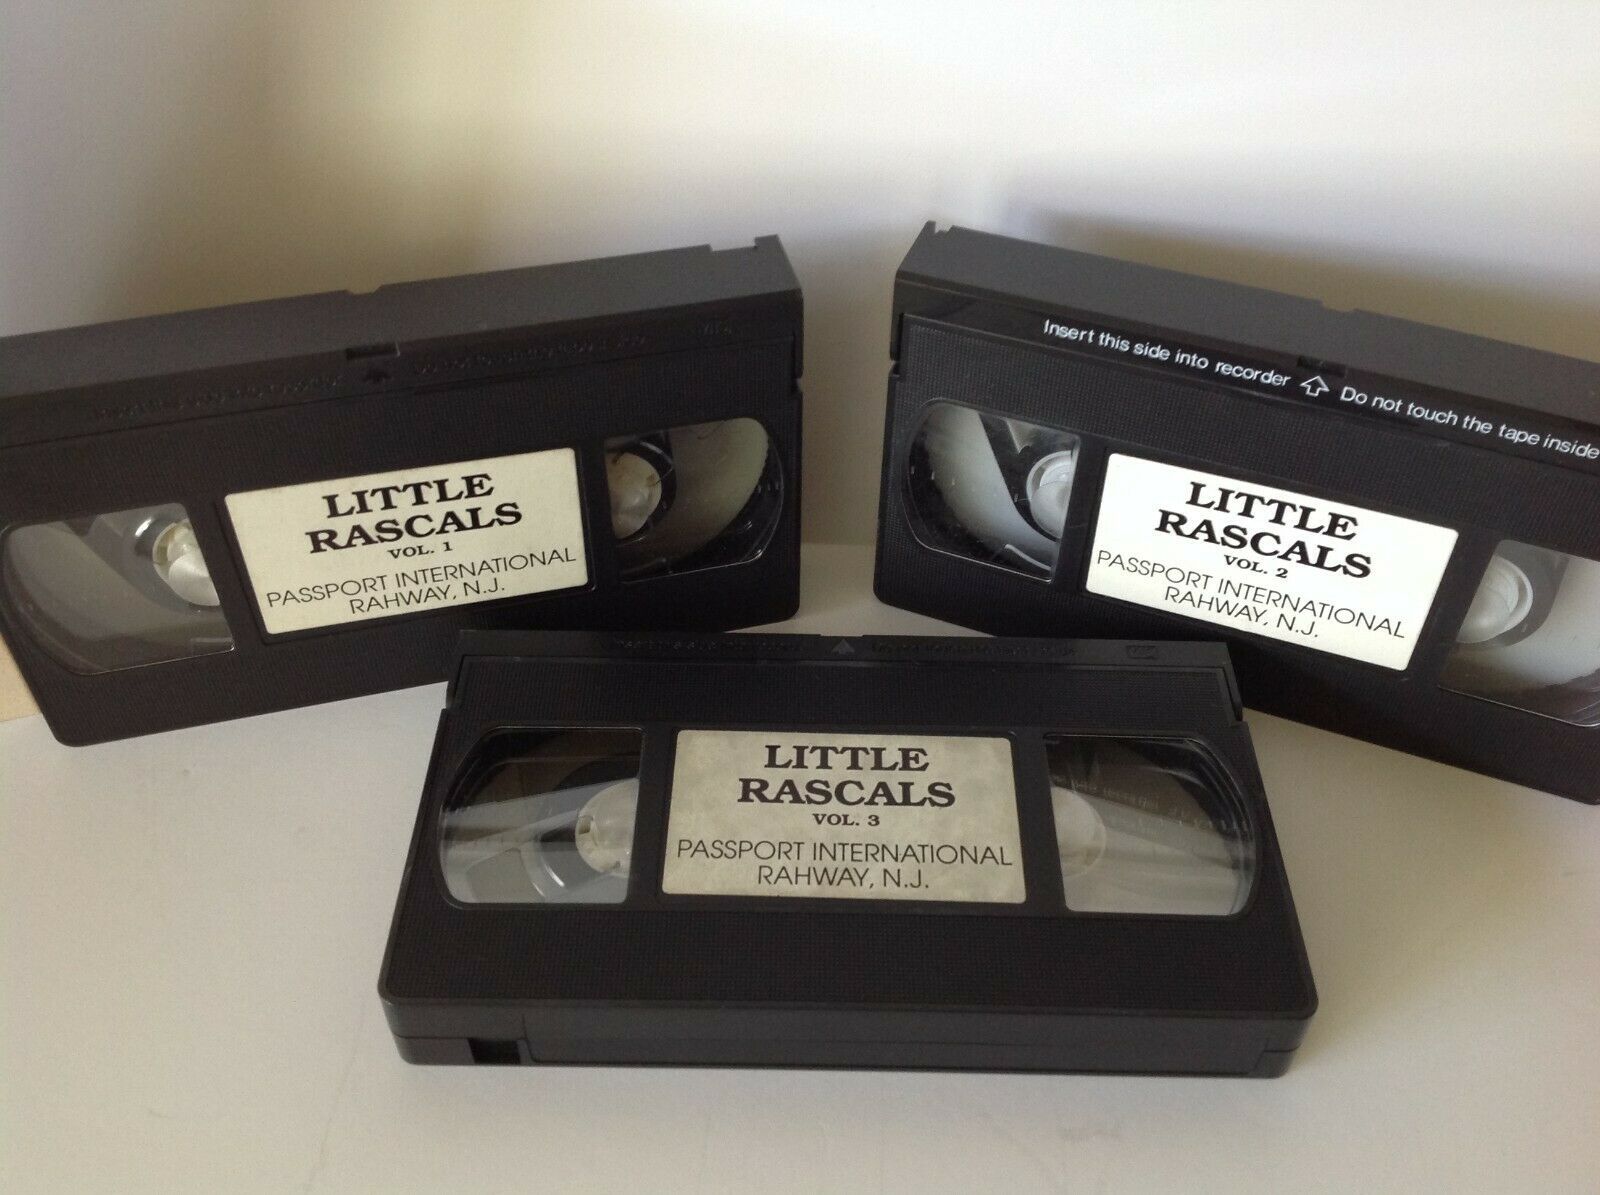 LITTLE
RASCALS
VOL. 1
PASSPORT INTERNATIONAL
RAHWAY, N.J.
Insert this side into recorder ⇧ Do not touch the tape inside
LITTLE
RASCALS
VOL. 2
PASSPORT INTERNATIONAL
RAHWAY, N.J.
LITTLE
RASCALS
VOL. 3
PASSPORT INTERNATIONAL
RAHWAY, N.J.